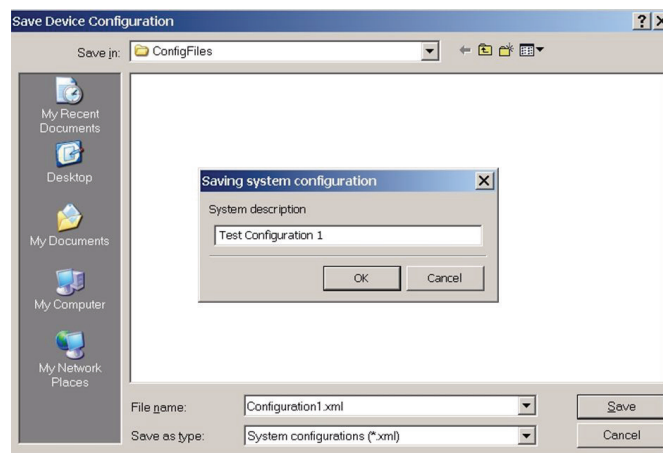 Save Device Configuration
Save in:
ConfigFiles
My Recent
Documents
Desktop
My Documents
My Computer
My Network
Places
Saving system configuration
System description
Test Configuration 1
OK
Cancel
File name:
Configuration1.xml
Save
Save as type:
System configurations (*.xml)
Cancel